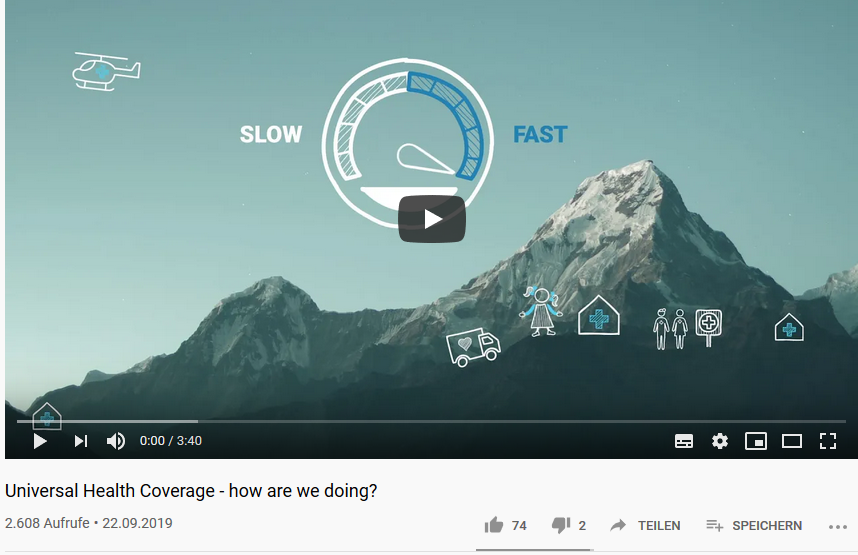 SLOW FAST
0:00 / 3:40
Universal Health Coverage - how are we doing?
2.608 Aufrufe • 22.09.2019
74 2 TEILEN SPEICHERN